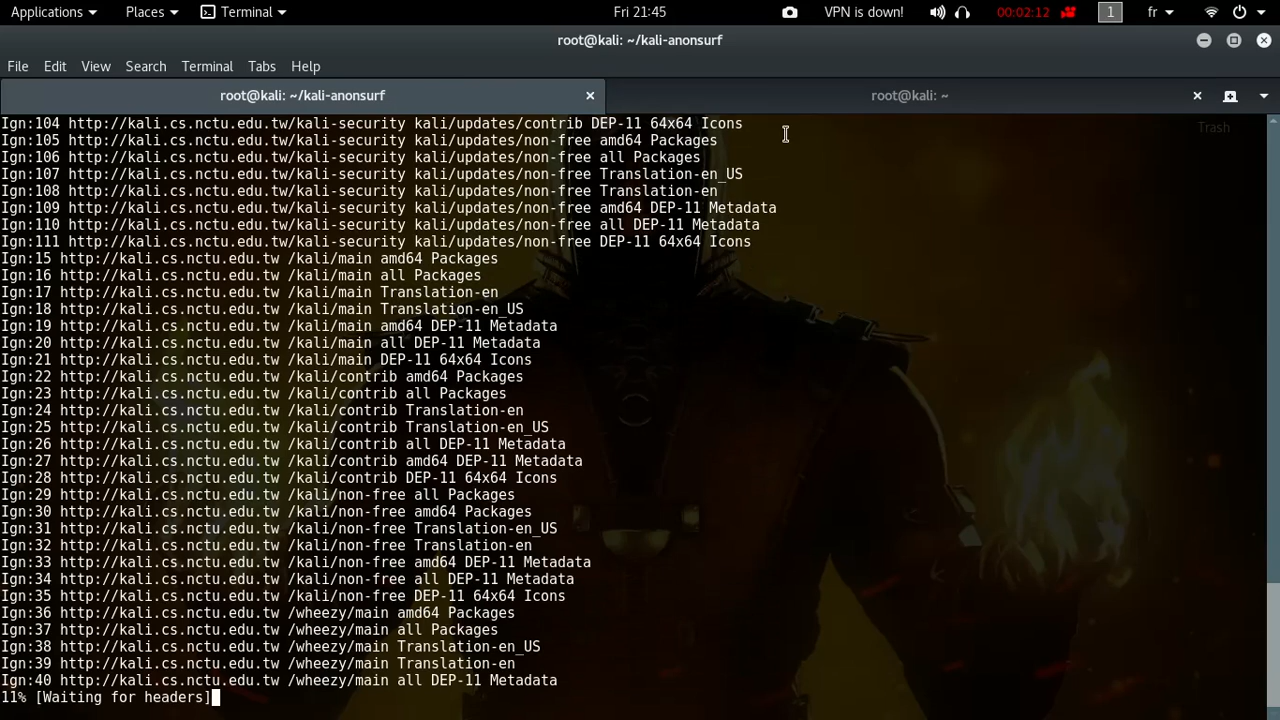 Applications Places Terminal Fri 21:45 VPN is down! 00:02:12 1 fr
root@kali: ~/kali-anonsurf
File Edit View Search Terminal Tabs Help
root@kali: ~/kali-anonsurf root@kali: ~
Trash
Ign:104 http://kali.cs.nctu.edu.tw/kali-security kali/updates/contrib DEP-11 64x64 Icons
Ign:105 http://kali.cs.nctu.edu.tw/kali-security kali/updates/non-free amd64 Packages
Ign:106 http://kali.cs.nctu.edu.tw/kali-security kali/updates/non-free all Packages
Ign:107 http://kali.cs.nctu.edu.tw/kali-security kali/updates/non-free Translation-en_US
Ign:108 http://kali.cs.nctu.edu.tw/kali-security kali/updates/non-free Translation-en
Ign:109 http://kali.cs.nctu.edu.tw/kali-security kali/updates/non-free amd64 DEP-11 Metadata
Ign:110 http://kali.cs.nctu.edu.tw/kali-security kali/updates/non-free all DEP-11 Metadata
Ign:111 http://kali.cs.nctu.edu.tw/kali-security kali/updates/non-free DEP-11 64x64 Icons
Ign:15 http://kali.cs.nctu.edu.tw /kali/main amd64 Packages
Ign:16 http://kali.cs.nctu.edu.tw /kali/main all Packages
Ign:17 http://kali.cs.nctu.edu.tw /kali/main Translation-en
Ign:18 http://kali.cs.nctu.edu.tw /kali/main Translation-en_US
Ign:19 http://kali.cs.nctu.edu.tw /kali/main amd64 DEP-11 Metadata
Ign:20 http://kali.cs.nctu.edu.tw /kali/main all DEP-11 Metadata
Ign:21 http://kali.cs.nctu.edu.tw /kali/main DEP-11 64x64 Icons
Ign:22 http://kali.cs.nctu.edu.tw /kali/contrib amd64 Packages
Ign:23 http://kali.cs.nctu.edu.tw /kali/contrib all Packages
Ign:24 http://kali.cs.nctu.edu.tw /kali/contrib Translation-en
Ign:25 http://kali.cs.nctu.edu.tw /kali/contrib Translation-en_US
Ign:26 http://kali.cs.nctu.edu.tw /kali/contrib all DEP-11 Metadata
Ign:27 http://kali.cs.nctu.edu.tw /kali/contrib amd64 DEP-11 Metadata
Ign:28 http://kali.cs.nctu.edu.tw /kali/contrib DEP-11 64x64 Icons
Ign:29 http://kali.cs.nctu.edu.tw /kali/non-free all Packages
Ign:30 http://kali.cs.nctu.edu.tw /kali/non-free amd64 Packages
Ign:31 http://kali.cs.nctu.edu.tw /kali/non-free Translation-en_US
Ign:32 http://kali.cs.nctu.edu.tw /kali/non-free Translation-en
Ign:33 http://kali.cs.nctu.edu.tw /kali/non-free amd64 DEP-11 Metadata
Ign:34 http://kali.cs.nctu.edu.tw /kali/non-free all DEP-11 Metadata
Ign:35 http://kali.cs.nctu.edu.tw /kali/non-free DEP-11 64x64 Icons
Ign:36 http://kali.cs.nctu.edu.tw /wheezy/main amd64 Packages
Ign:37 http://kali.cs.nctu.edu.tw /wheezy/main all Packages
Ign:38 http://kali.cs.nctu.edu.tw /wheezy/main Translation-en_US
Ign:39 http://kali.cs.nctu.edu.tw /wheezy/main Translation-en
Ign:40 http://kali.cs.nctu.edu.tw /wheezy/main all DEP-11 Metadata
11% [Waiting for headers]